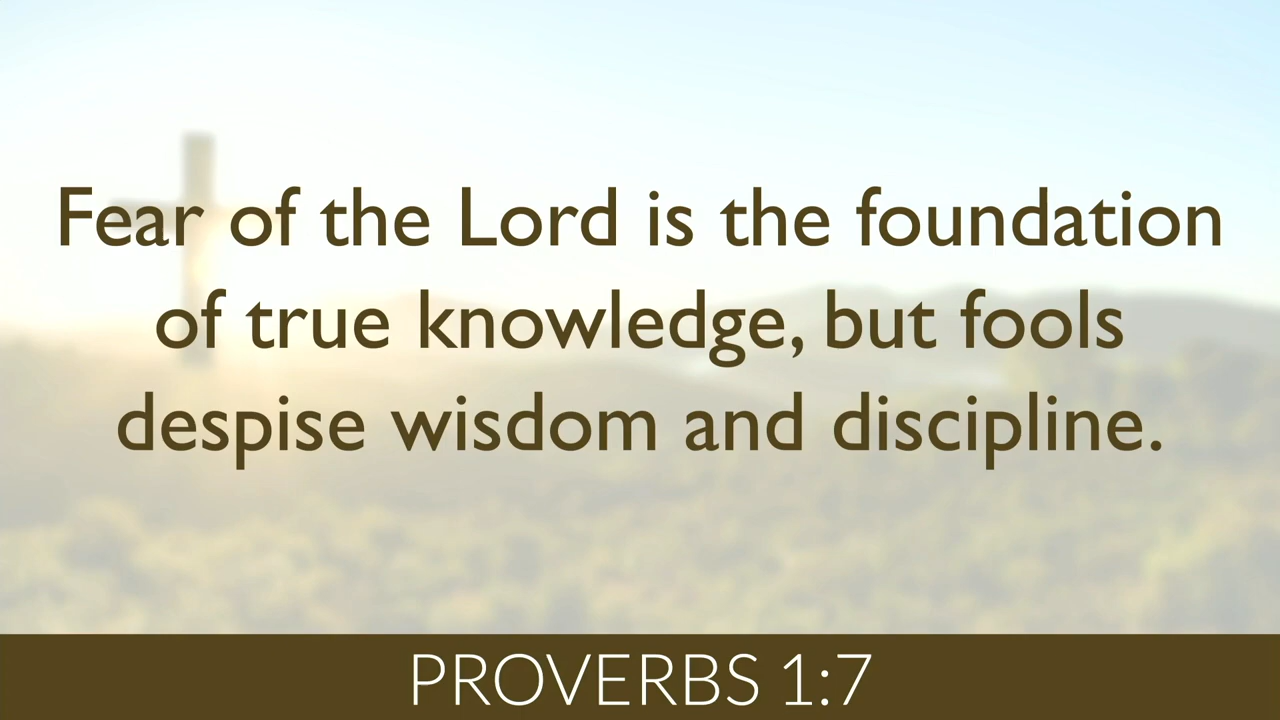 Fear of the Lord is the foundation
of true knowledge, but fools
despise wisdom and discipline.
PROVERBS 1:7